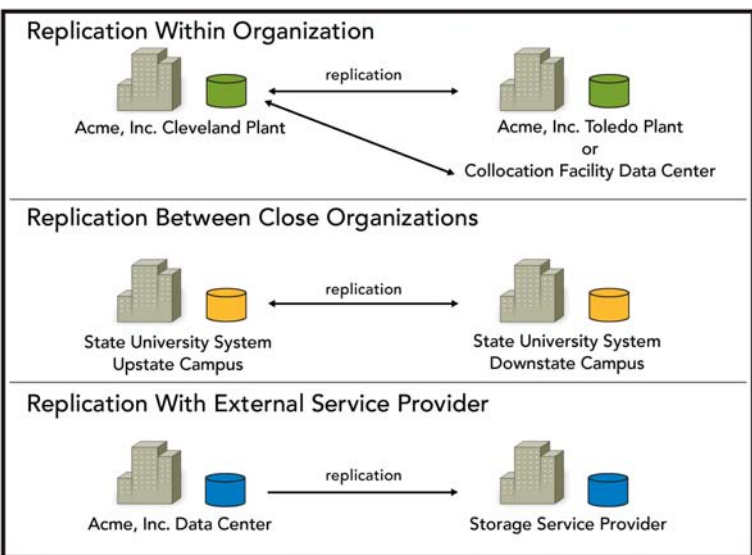 Replication Within Organization
replication
Acme, Inc. Cleveland Plant
Acme, Inc. Toledo Plant
or
Collocation Facility Data Center
Replication Between Close Organizations
replication
State University System
Upstate Campus
State University System
Downstate Campus
Replication With External Service Provider
replication
Acme, Inc. Data Center
Storage Service Provider